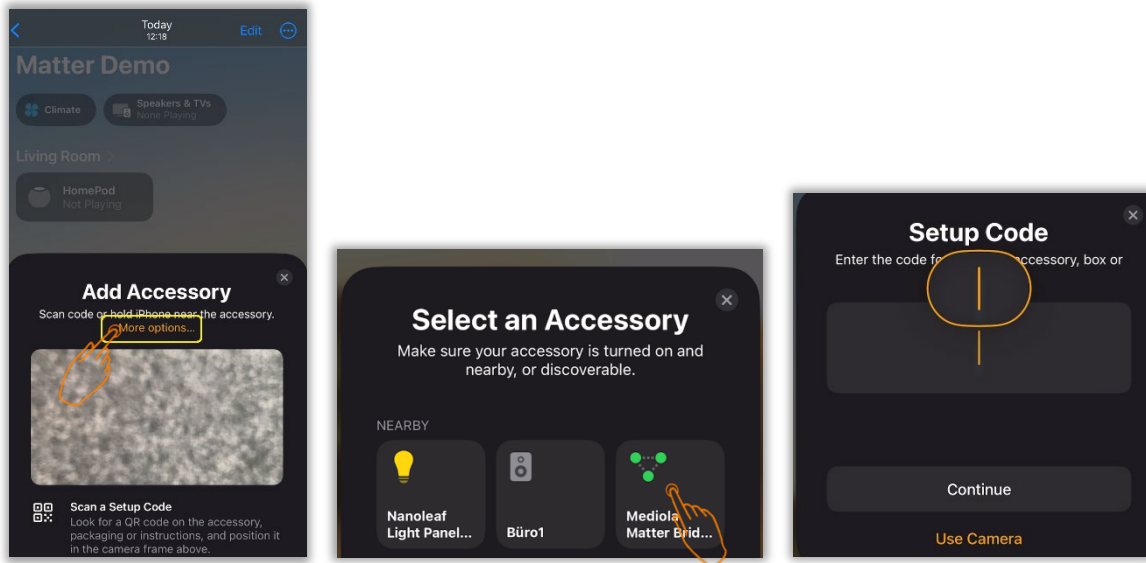 Today
12:18
Edit
Matter Demo
Climate
Speakers & TVs
None Playing
Living Room >
HomePod
Not Playing
Add Accessory
Scan code or hold iPhone near the accessory.
More options...
Scan a Setup Code
Look for a QR code on the accessory,
packaging or instructions, and position it
in the camera frame above.
Select an Accessory
Make sure your accessory is turned on and
nearby, or discoverable.
NEARBY
Nanoleaf
Light Panel...
Büro1
Mediola
Matter Brid...
Setup Code
Enter the code accessory, box or
Continue
Use Camera